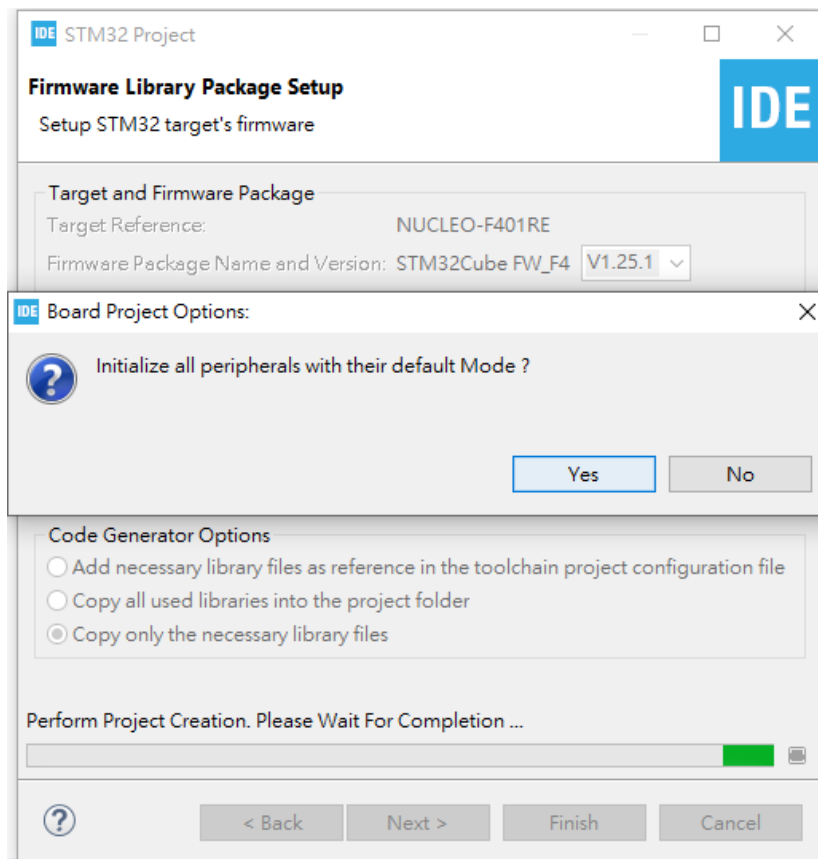 IDE STM32 Project
Firmware Library Package Setup
Setup STM32 target's firmware
IDE
Target and Firmware Package
Target Reference: NUCLEO-F401RE
Firmware Package Name and Version: STM32Cube FW_F4 V1.25.1
IDE Board Project Options:
? Initialize all peripherals with their default Mode ?
Yes No
Code Generator Options
Add necessary library files as reference in the toolchain project configuration file
Copy all used libraries into the project folder
Copy only the necessary library files
Perform Project Creation. Please Wait For Completion ...
? < Back Next > Finish Cancel